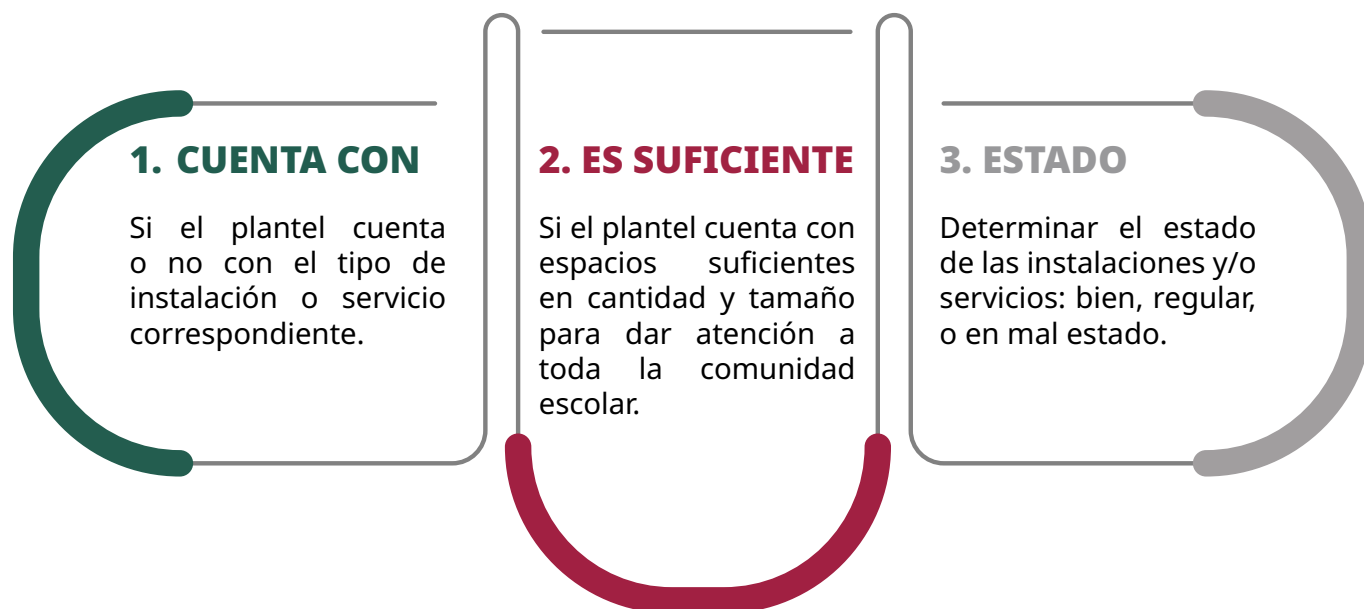 1. CUENTA CON
Si el plantel cuenta
o no con el tipo de
instalación o servicio
correspondiente.
2. ES SUFICIENTE
Si el plantel cuenta con
espacios suficientes
en cantidad y tamaño
para dar atención a
toda la comunidad
escolar.
3. ESTADO
Determinar el estado
de las instalaciones y/o
servicios: bien, regular,
o en mal estado.